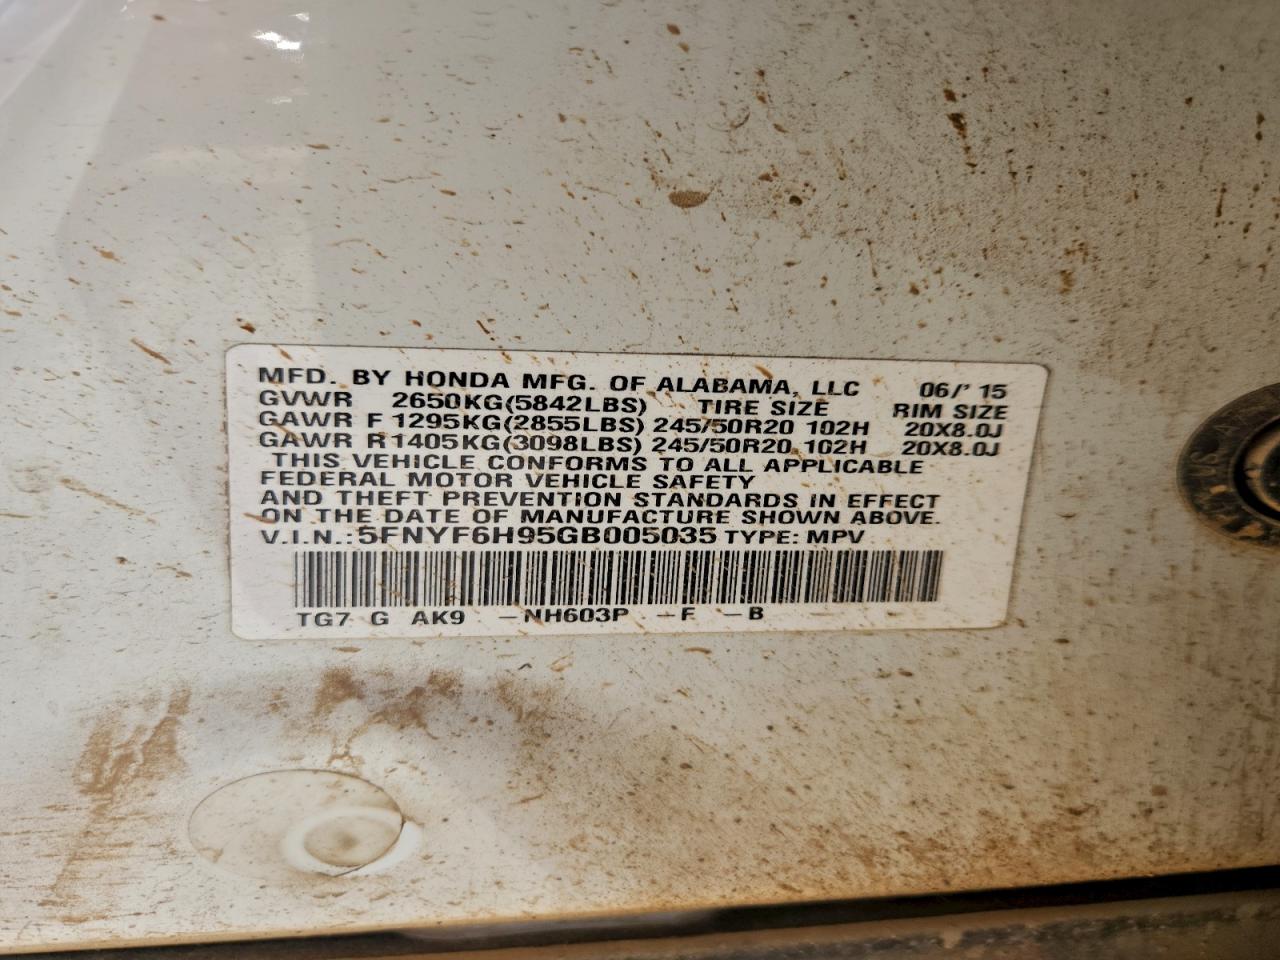 MFD. BY HONDA MFG. OF ALABAMA, LLC 06/' 15
GVWR 2650KG(5842LBS) TIRE SIZE RIM SIZE
GAWR F 1295KG(2855LBS) 245/50R20 102H 20X8.0J
GAWR R 1405KG(3098LBS) 245/50R20 102H 20X8.0J
THIS VEHICLE CONFORMS TO ALL APPLICABLE
FEDERAL MOTOR VEHICLE SAFETY
AND THEFT PREVENTION STANDARDS IN EFFECT
ON THE DATE OF MANUFACTURE SHOWN ABOVE.
V.I.N.: 5FNYF6H95GB005035 TYPE: MPV
TG7 G AK9 –NH603P –F –B – –